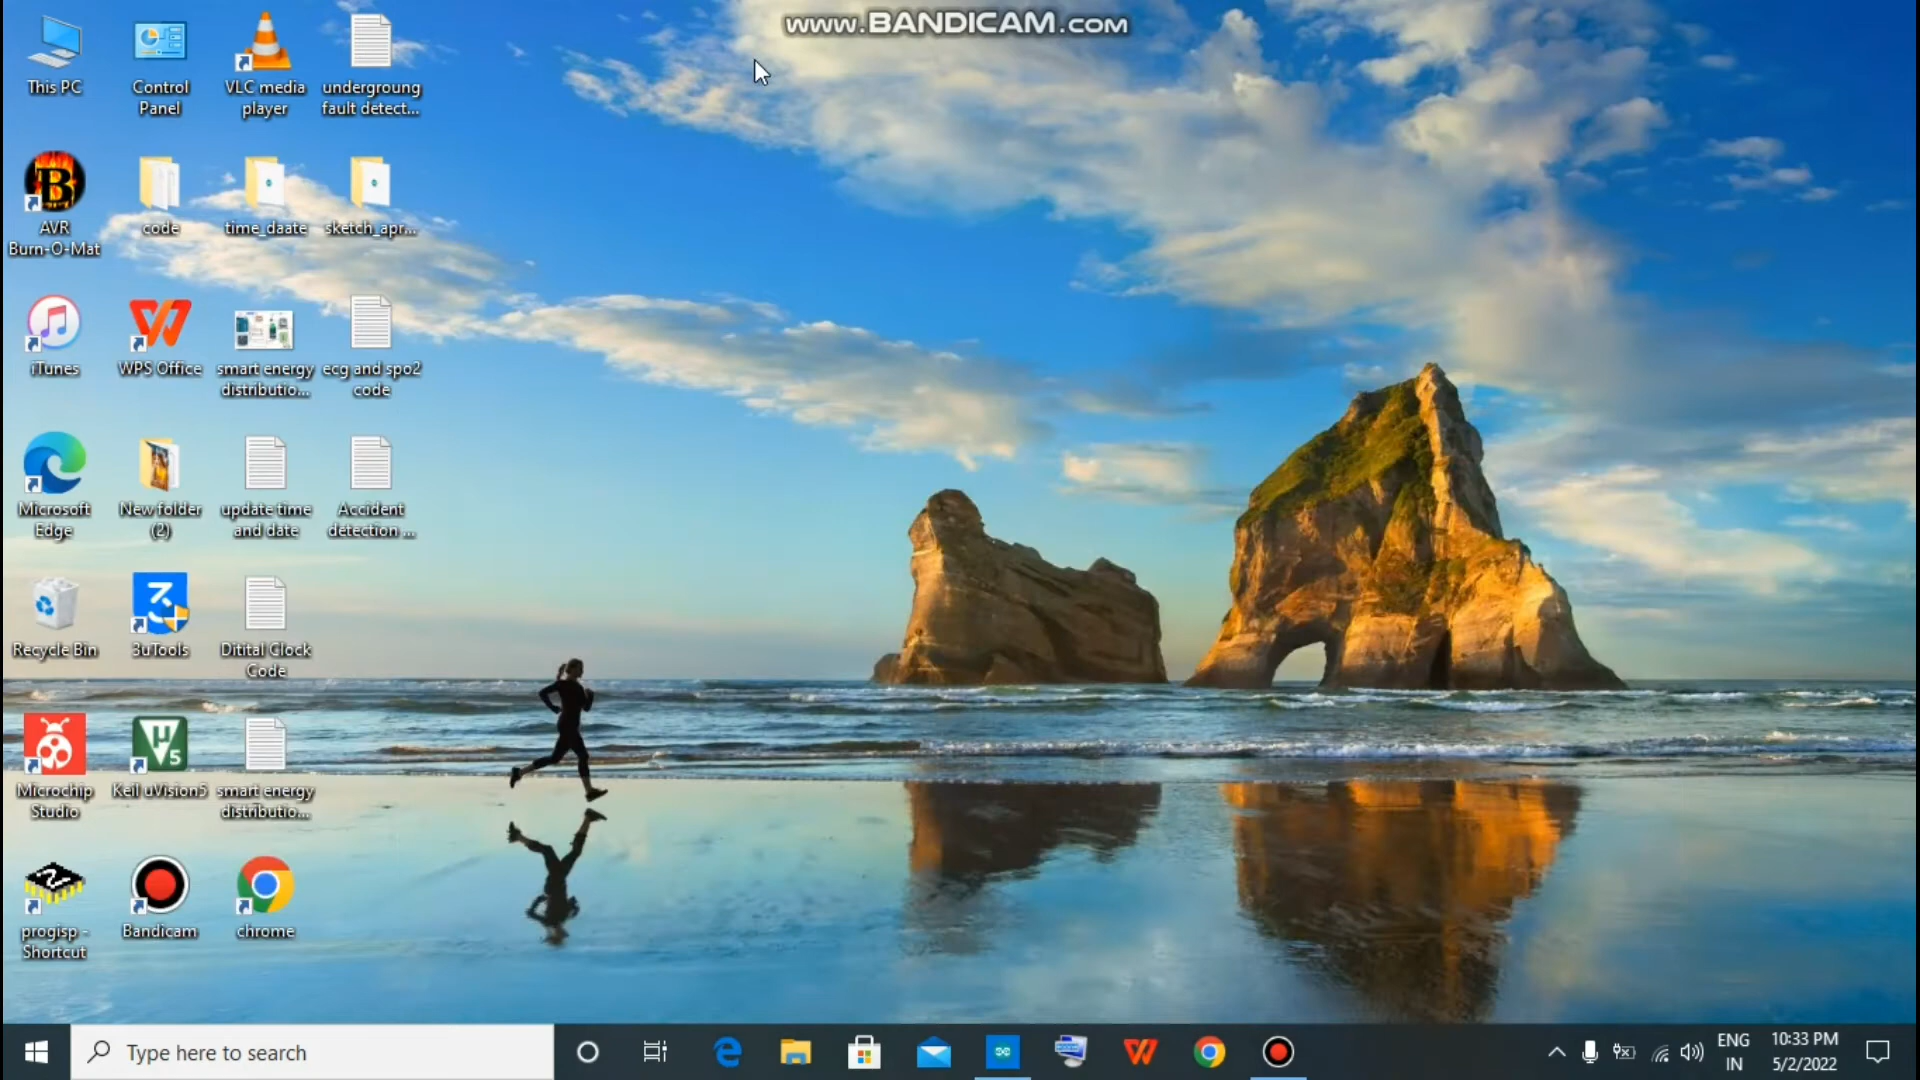 www.BANDICAM.com
This PC
Control
Panel
VLC media
player
undergroung
fault detect...
AVR
Burn-O-Mat
code
time_daate
sketch_apr...
iTunes
WPS Office
smart energy
distributio...
ecg and spo2
code
Microsoft
Edge
New folder
(2)
update time
and date
Accident
detection ...
Recycle Bin
3uTools
Ditital Clock
Code
Microchip
Studio
Keil uVision5
smart energy
distributio...
progisp -
Shortcut
Bandicam
chrome
Type here to search
ENG
IN
10:33 PM
5/2/2022